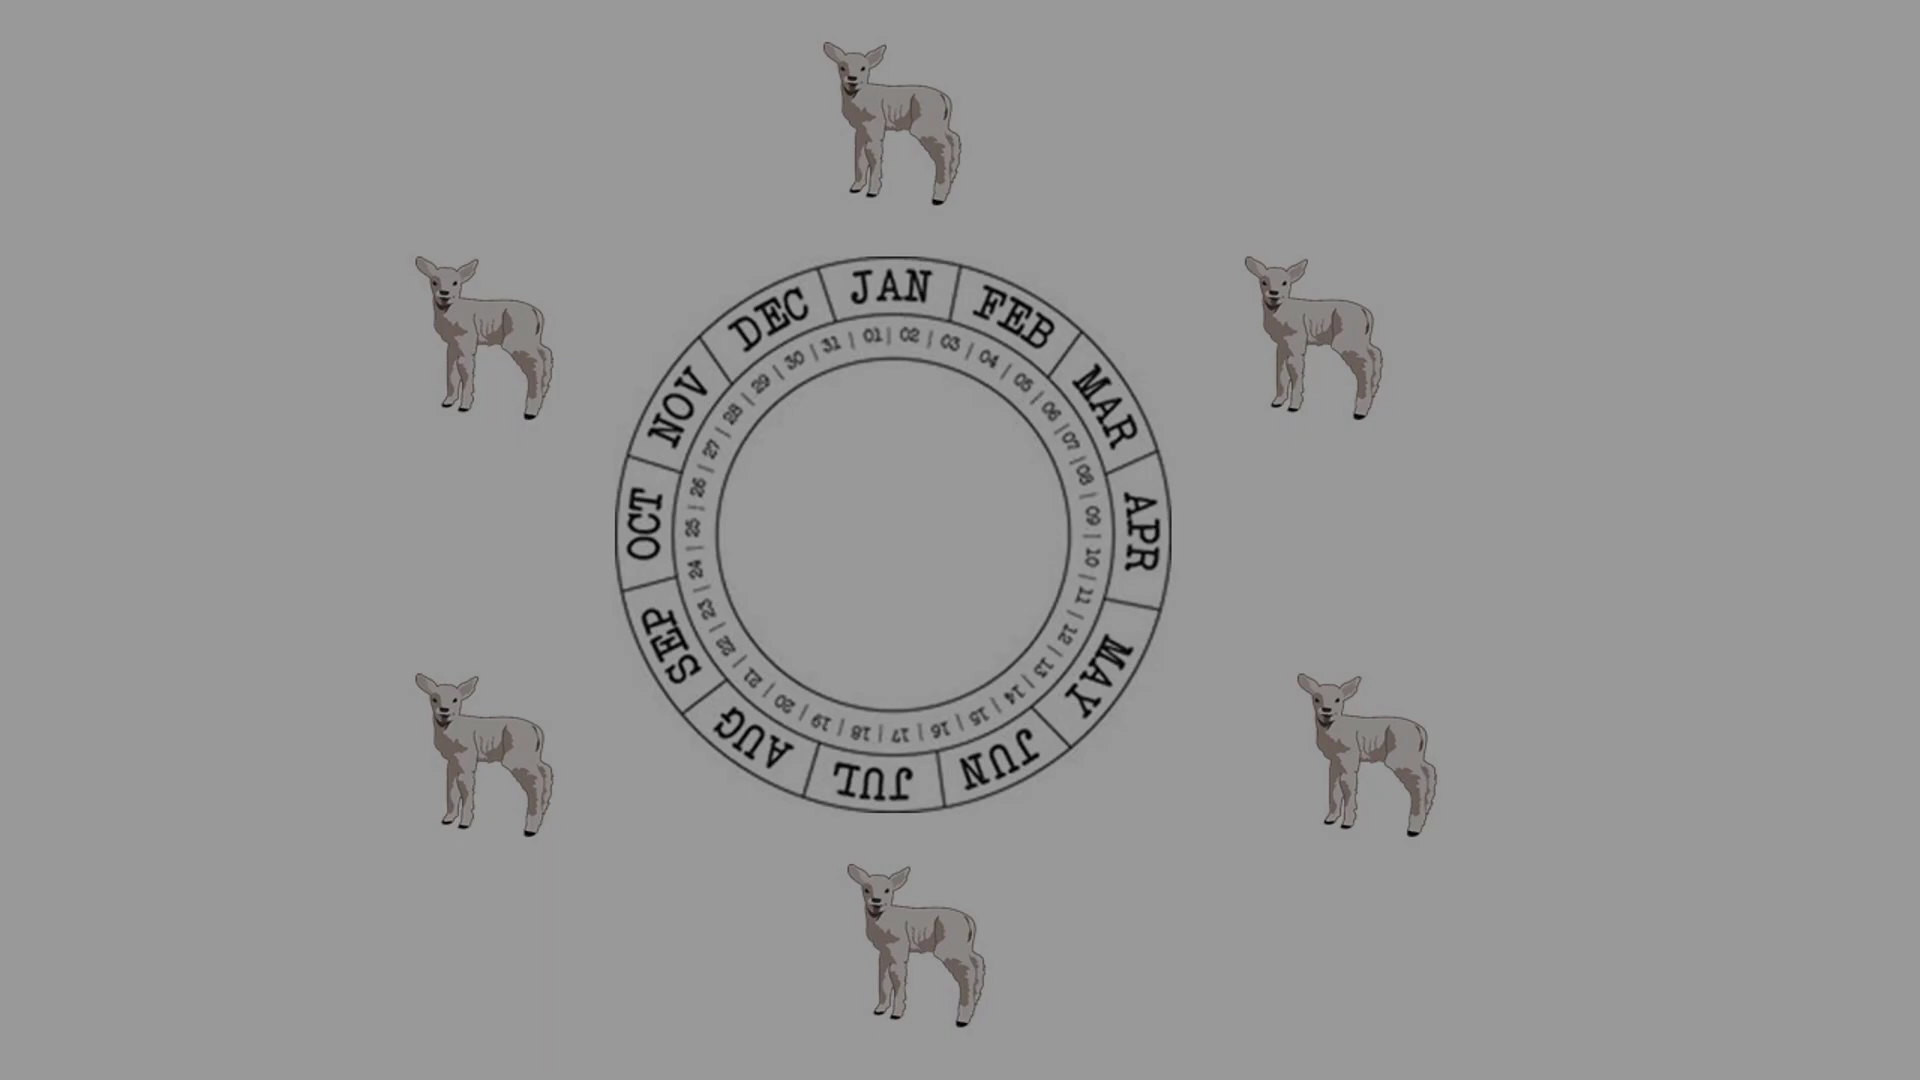 JAN
FEB
MAR
APR
MAY
JUN
JUL
AUG
SEP
OCT
NOV
DEC
01 | 02 | 03 | 04 | 05 | 06 | 07 | 08 | 09 | 10 | 11 | 12 | 13 | 14 | 15 | 16 | 17 | 18 | 19 | 20 | 21 | 22 | 23 | 24 | 25 | 26 | 27 | 28 | 29 | 30 | 31 |